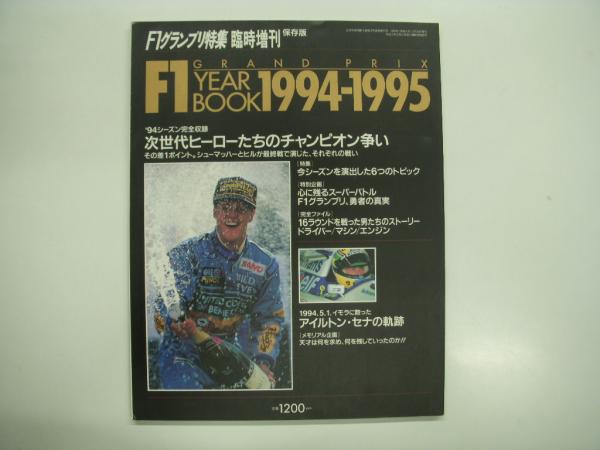 F1グランプリ特集 臨時増刊 保存版
GRAND PRIX
F1 YEAR BOOK 1994-1995
'94シーズン完全収録
次世代ヒーローたちのチャンピオン争い
その差1ポイント。シューマッハーとヒルが最終戦で演じた、それぞれの戦い
[特集]
今シーズンを演出した6つのトピック
[特別企画]
心に残るスーパーバトル
F1グランプリ、勇者の真実
[完全ファイル]
16ラウンドを戦った男たちのストーリー
ドライバー/マシン/エンジン
SANYO
BILD
UNITED COLORS
BENE
1994.5.1.イモラに散った
アイルトン・セナの軌跡
[メモリアル企画]
天才は何を求め、何を残していったのか!!
定価1200